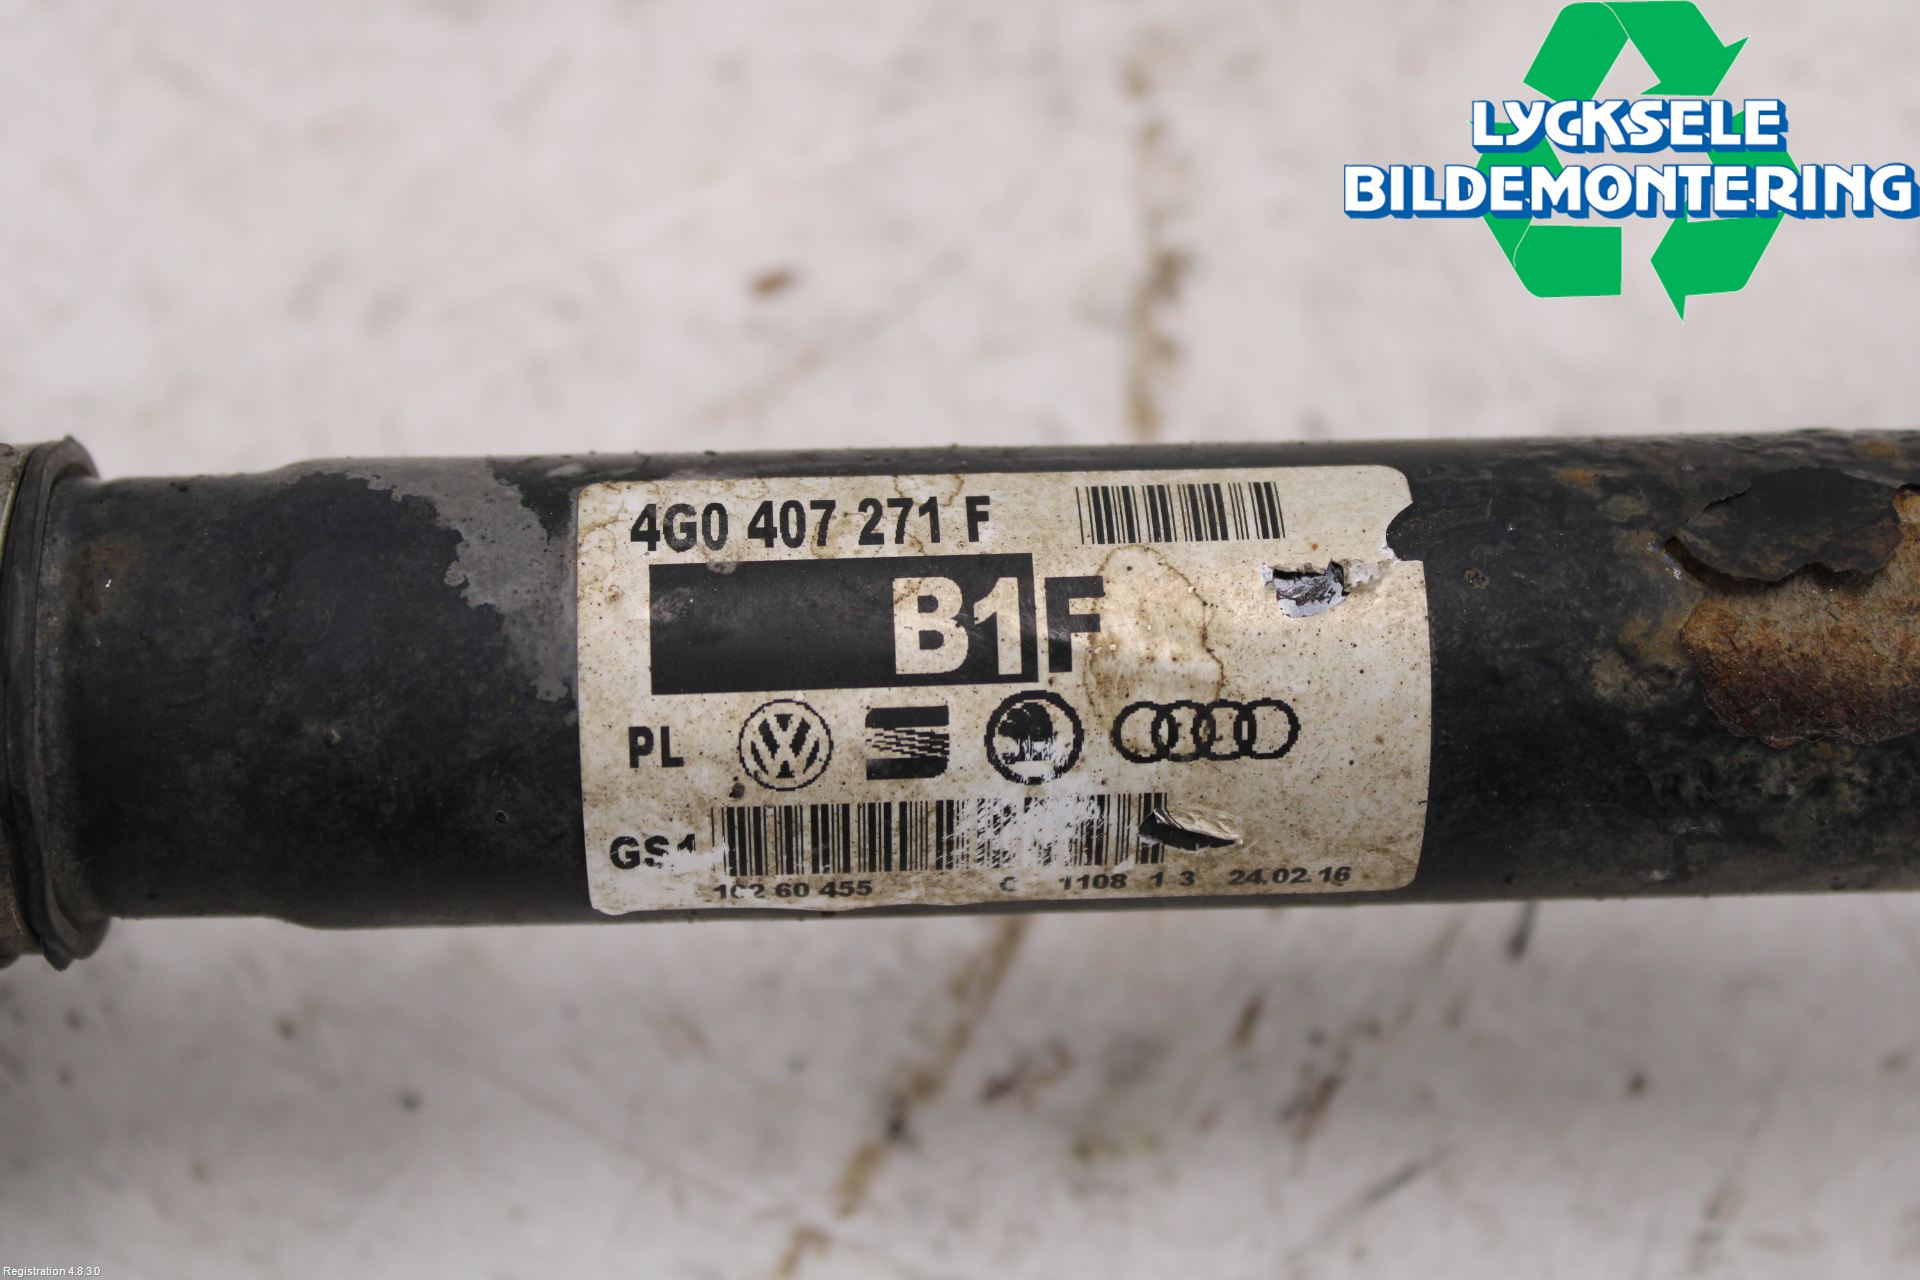 LYCKSELE
BILDEMONTERING
4G0 407 271 F
B1F
PL
GS1
60 455 1108 1 3 24.02.16
Registration 4.8.3.0